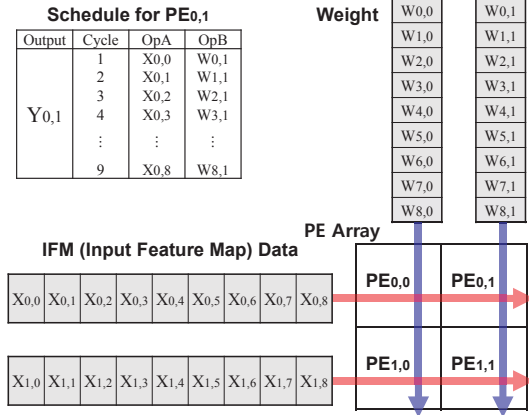 Schedule for PE0,1
Output Cycle OpA OpB
Y0,1
1 X0,0 W0,1
2 X0,1 W1,1
3 X0,2 W2,1
4 X0,3 W3,1
⋮ ⋮ ⋮
9 X0,8 W8,1
Weight
W0,0 W0,1
W1,0 W1,1
W2,0 W2,1
W3,0 W3,1
W4,0 W4,1
W5,0 W5,1
W6,0 W6,1
W7,0 W7,1
W8,0 W8,1
PE Array
IFM (Input Feature Map) Data
X0,0 X0,1 X0,2 X0,3 X0,4 X0,5 X0,6 X0,7 X0,8
PE0,0 PE0,1
X1,0 X1,1 X1,2 X1,3 X1,4 X1,5 X1,6 X1,7 X1,8
PE1,0 PE1,1